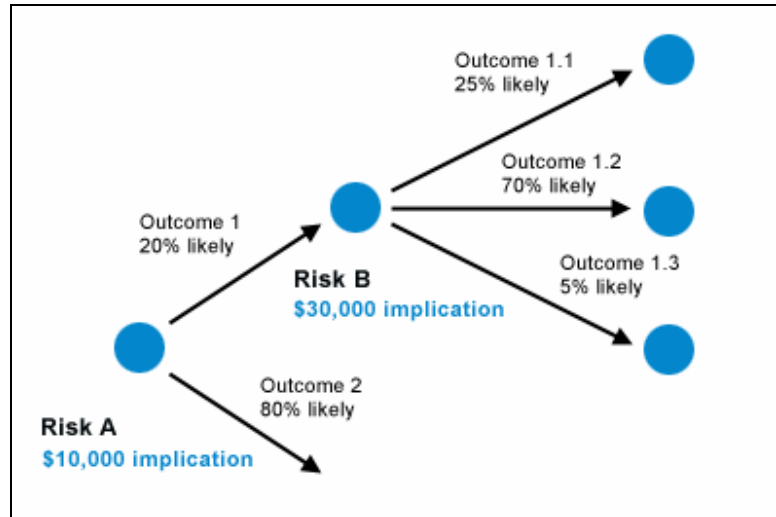 Outcome 1.1
25% likely
Outcome 1.2
70% likely
Outcome 1
20% likely
Outcome 1.3
5% likely
Risk B
$30,000 implication
Outcome 2
80% likely
Risk A
$10,000 implication